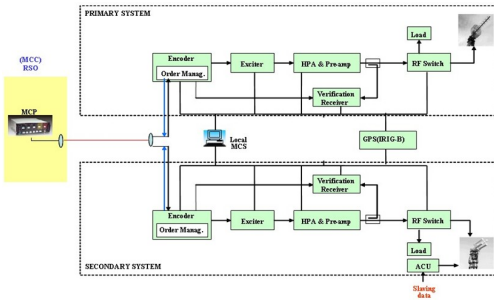 PRIMARY SYSTEM
(MCC)
RSO
MCP
Encoder
Order Manag.
Exciter
HPA & Pre-amp
Load
RF Switch
Verification
Receiver
Local
MCS
GPS(IRIG-B)
Verification
Receiver
Encoder
Order Manag.
Exciter
HPA & Pre-amp
RF Switch
Load
ACU
SECONDARY SYSTEM
Slaving
data